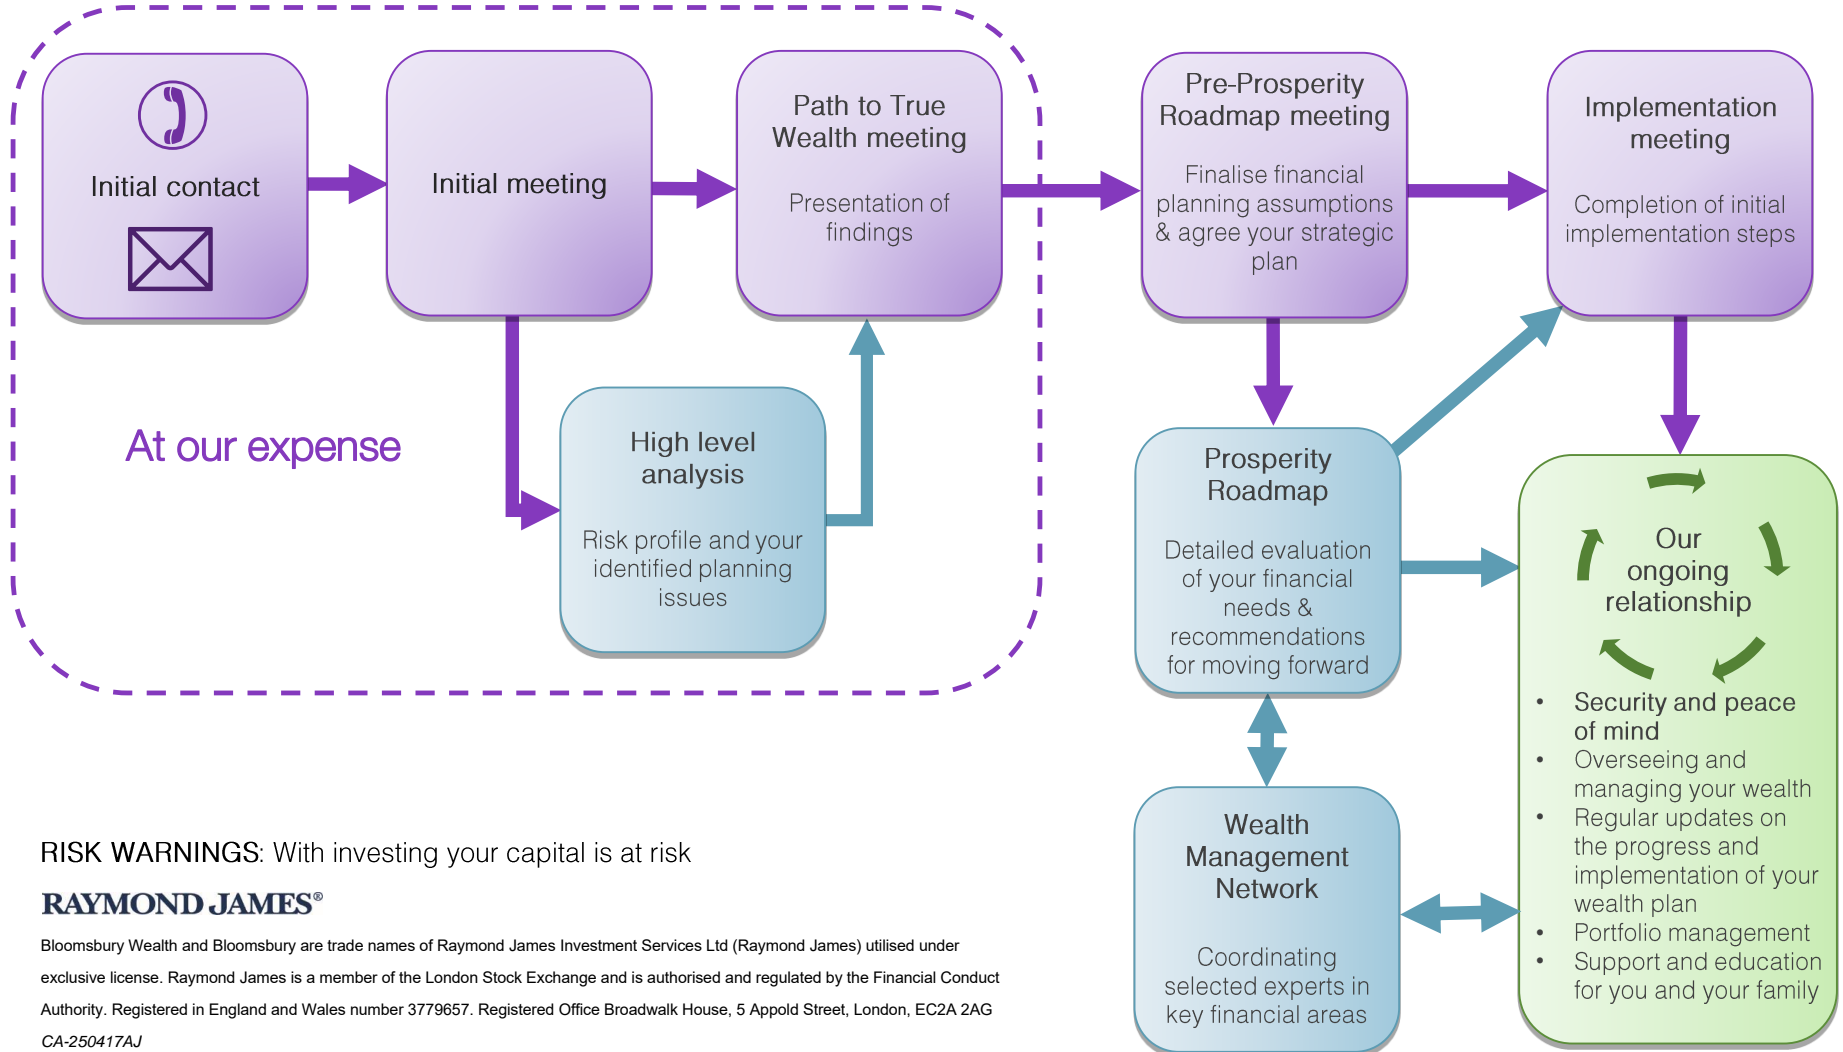 Initial contact
Initial meeting
Path to True
Wealth meeting
Presentation of
findings
Pre-Prosperity
Roadmap meeting
Finalise financial
planning assumptions
& agree your strategic
plan
Implementation
meeting
Completion of initial
implementation steps
At our expense
High level
analysis
Risk profile and your
identified planning
issues
Prosperity
Roadmap
Detailed evaluation
of your financial
needs &
recommendations
for moving forward
Our
ongoing
relationship
• Security and peace
of mind
• Overseeing and
managing your wealth
• Regular updates on
the progress and
implementation of your
wealth plan
• Portfolio management
• Support and education
for you and your family
Wealth
Management
Network
Coordinating
selected experts in
key financial areas
RISK WARNINGS: With investing your capital is at risk
RAYMOND JAMES®
Bloomsbury Wealth and Bloomsbury are trade names of Raymond James Investment Services Ltd (Raymond James) utilised under
exclusive license. Raymond James is a member of the London Stock Exchange and is authorised and regulated by the Financial Conduct
Authority. Registered in England and Wales number 3779657. Registered Office Broadwalk House, 5 Appold Street, London, EC2A 2AG
CA-250417AJ